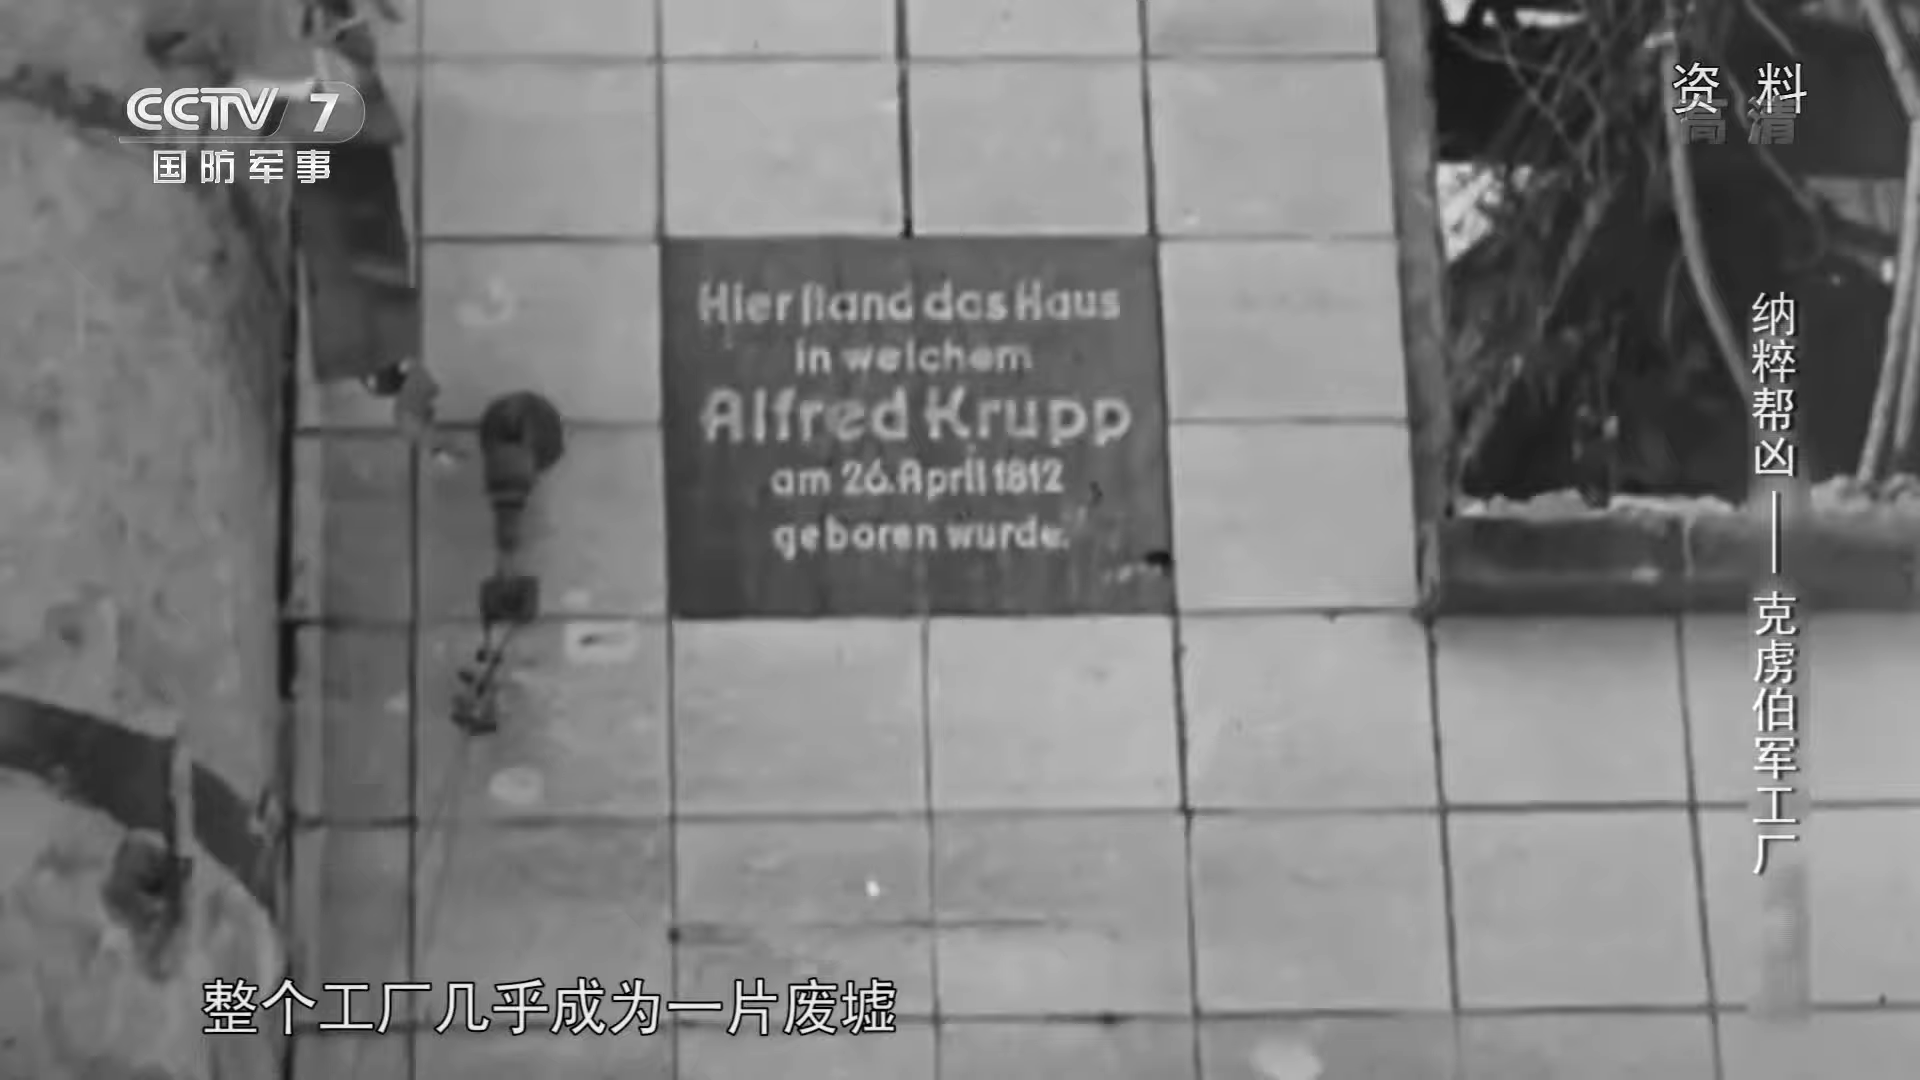 CCTV 7
国防军事
资 料
高清
Hier stand das Haus
in welchem
Alfred Krupp
am 26. April 1812
geboren wurde.
纳粹帮凶——克虏伯军工厂
整个工厂几乎成为一片废墟